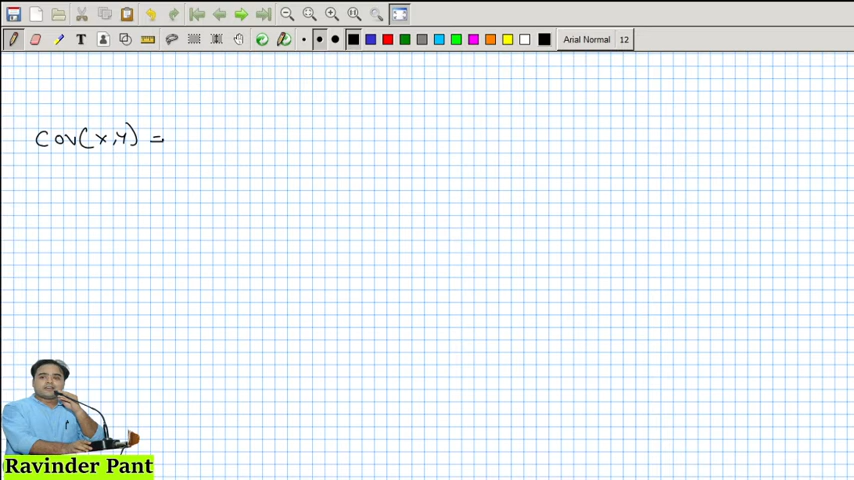 Arial Normal 12
Cov(x,y) =
Ravinder Pant